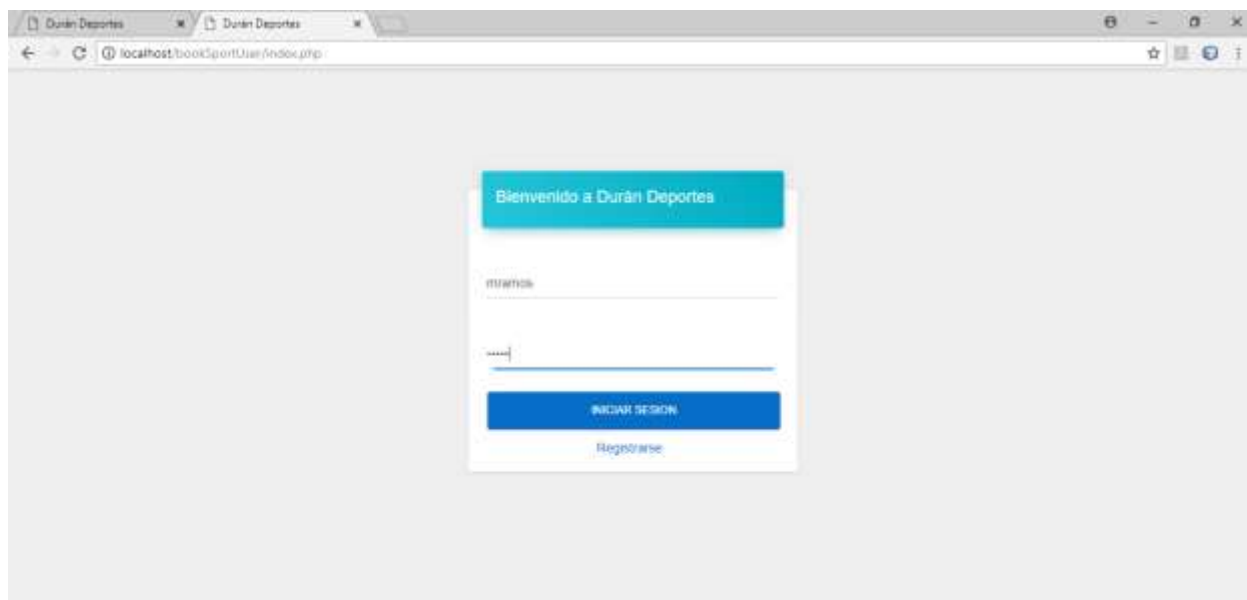 Durán Deportes
Durán Deportes
localhost/bookSportUser/index.php
Bienvenido a Durán Deportes
mramos
INICIAR SESION
Registrarse